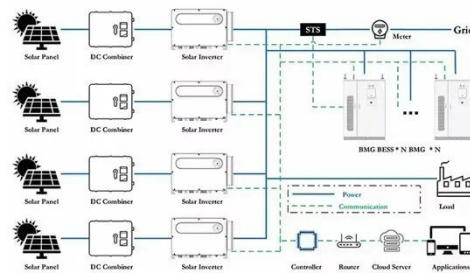 STS
Meter
Grid
Solar Panel
DC Combiner
Solar Inverter
Solar Panel
DC Combiner
Solar Inverter
BMG BESS * N BMG * N
Solar Panel
DC Combiner
Solar Inverter
Power
Communication
Load
Solar Panel
DC Combiner
Solar Inverter
Controller
Router
Cloud Server
Application